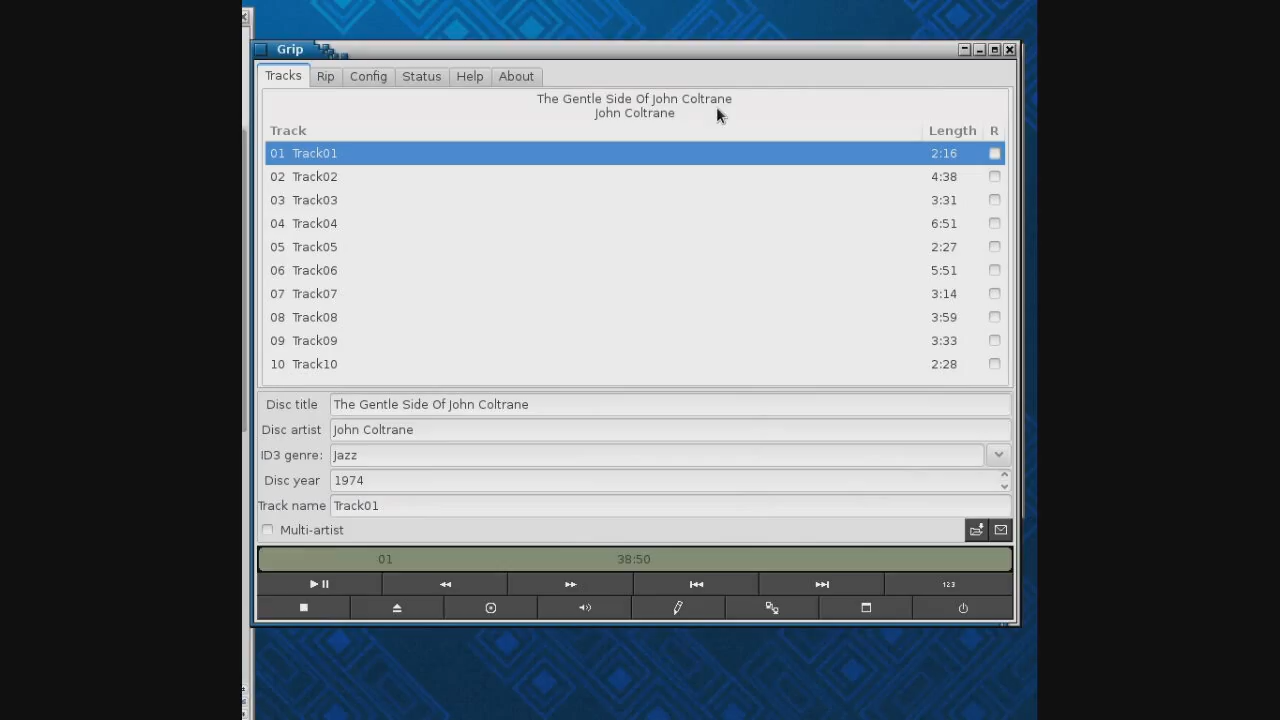 Grip
Tracks Rip Config Status Help About
The Gentle Side Of John Coltrane
John Coltrane
Track Length R
01 Track01 2:16
02 Track02 4:38
03 Track03 3:31
04 Track04 6:51
05 Track05 2:27
06 Track06 5:51
07 Track07 3:14
08 Track08 3:59
09 Track09 3:33
10 Track10 2:28
Disc title The Gentle Side Of John Coltrane
Disc artist John Coltrane
ID3 genre: Jazz
Disc year 1974
Track name Track01
Multi-artist
01 38:50
123